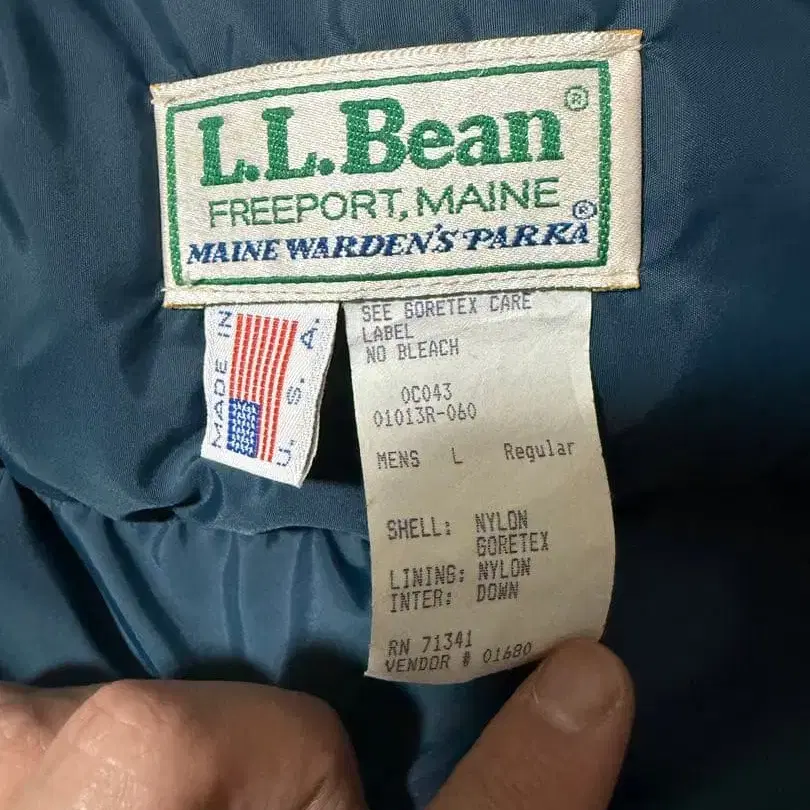 L.L.Bean®
FREEPORT, MAINE
MAINE WARDEN'S PARKA®
MADE IN
U. S. A.
SEE GORETEX CARE
LABEL
NO BLEACH
0C043
01013R-060
MENS L Regular
SHELL: NYLON
GORETEX
LINING: NYLON
INTER: DOWN
RN 71341
VENDOR # 01680